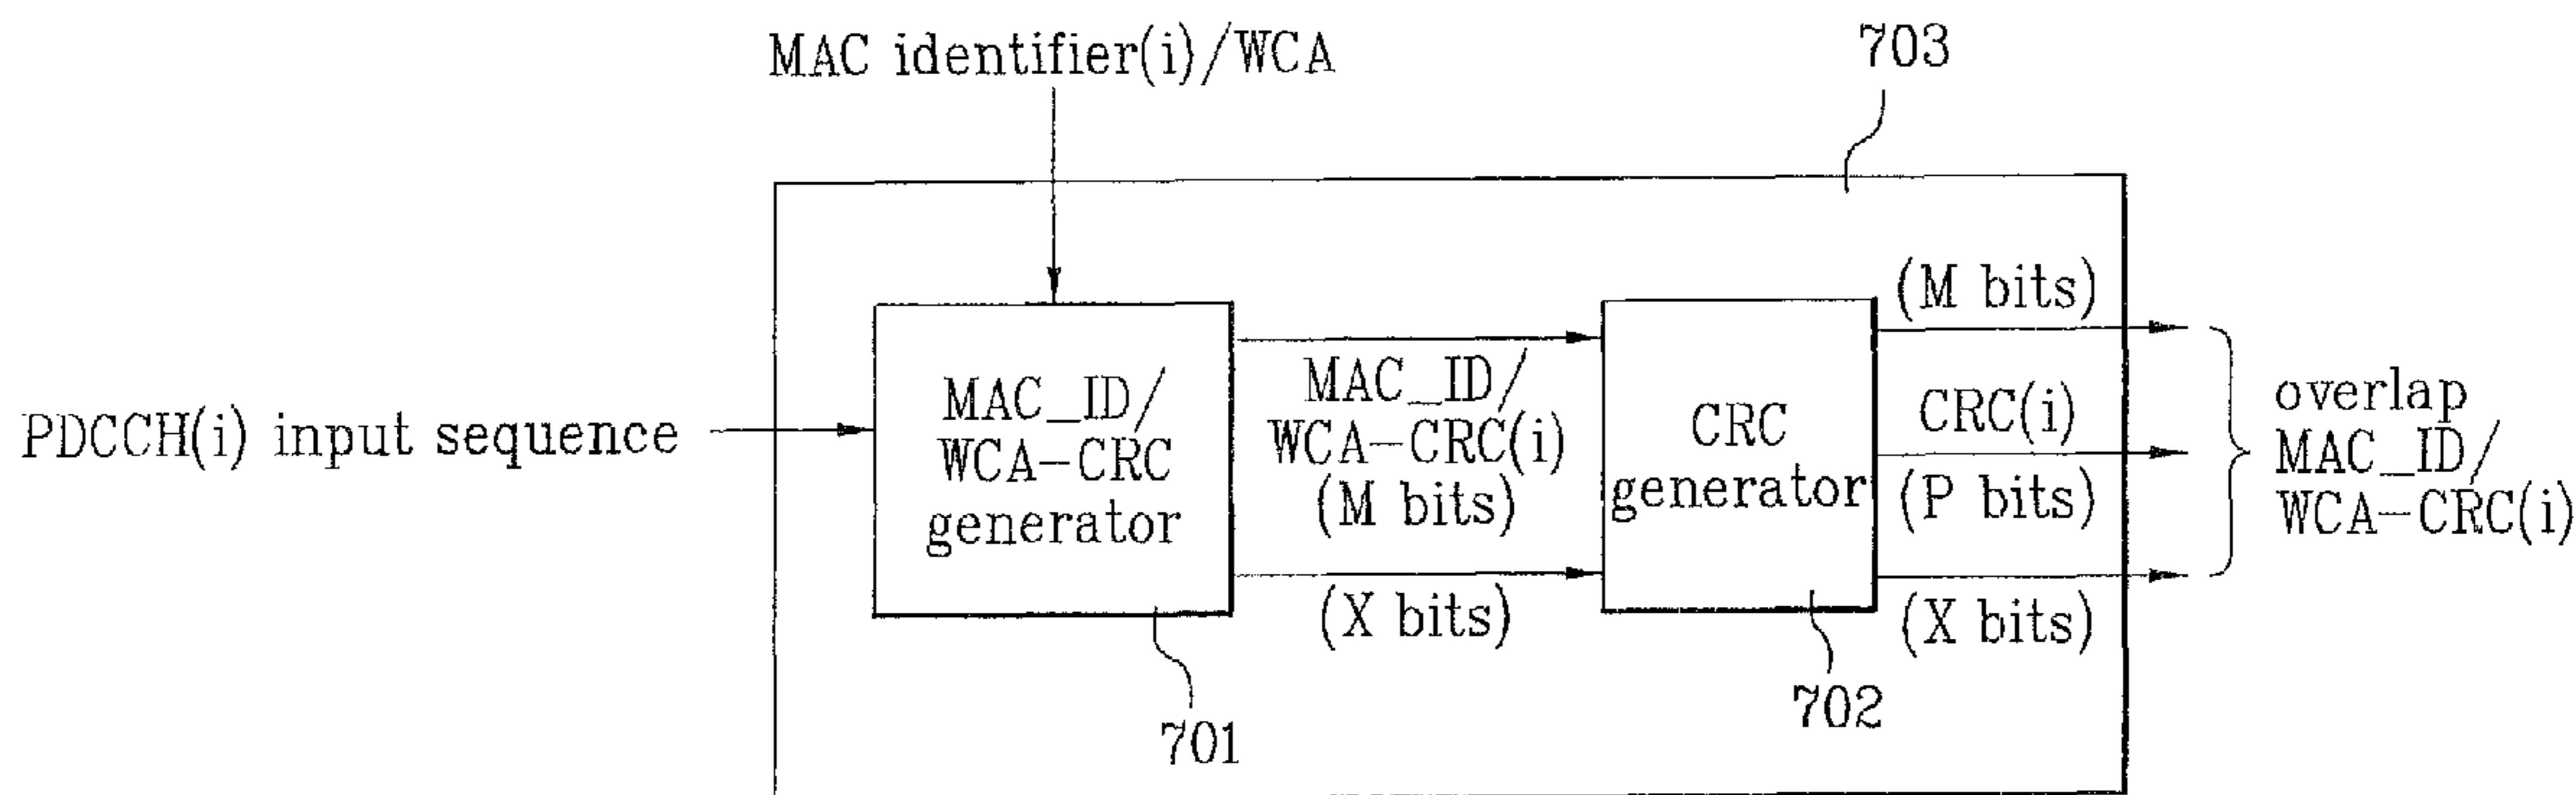 MAC identifier(i)/WCA
703
PDCCH(i) input sequence
MAC_ID/
WCA-CRC
generator
701
MAC_ID/
WCA-CRC(i)
(M bits)
(X bits)
CRC
generator
702
(M bits)
CRC(i)
(P bits)
(X bits)
overlap
MAC_ID/
WCA-CRC(i)